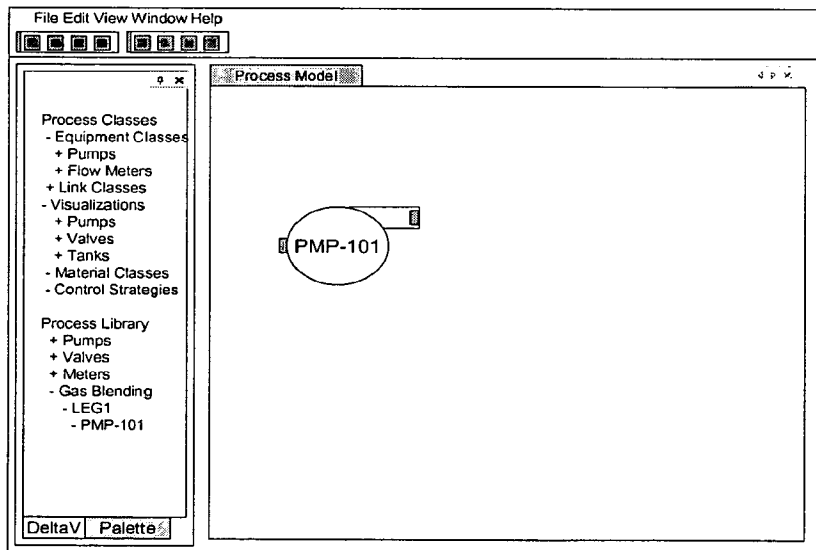 File Edit View Window Help
Process Model
Process Classes
- Equipment Classes
+ Pumps
+ Flow Meters
+ Link Classes
- Visualizations
+ Pumps
+ Valves
+ Tanks
- Material Classes
- Control Strategies
Process Library
+ Pumps
+ Valves
+ Meters
- Gas Blending
- LEG1
- PMP-101
PMP-101
DeltaV Palette